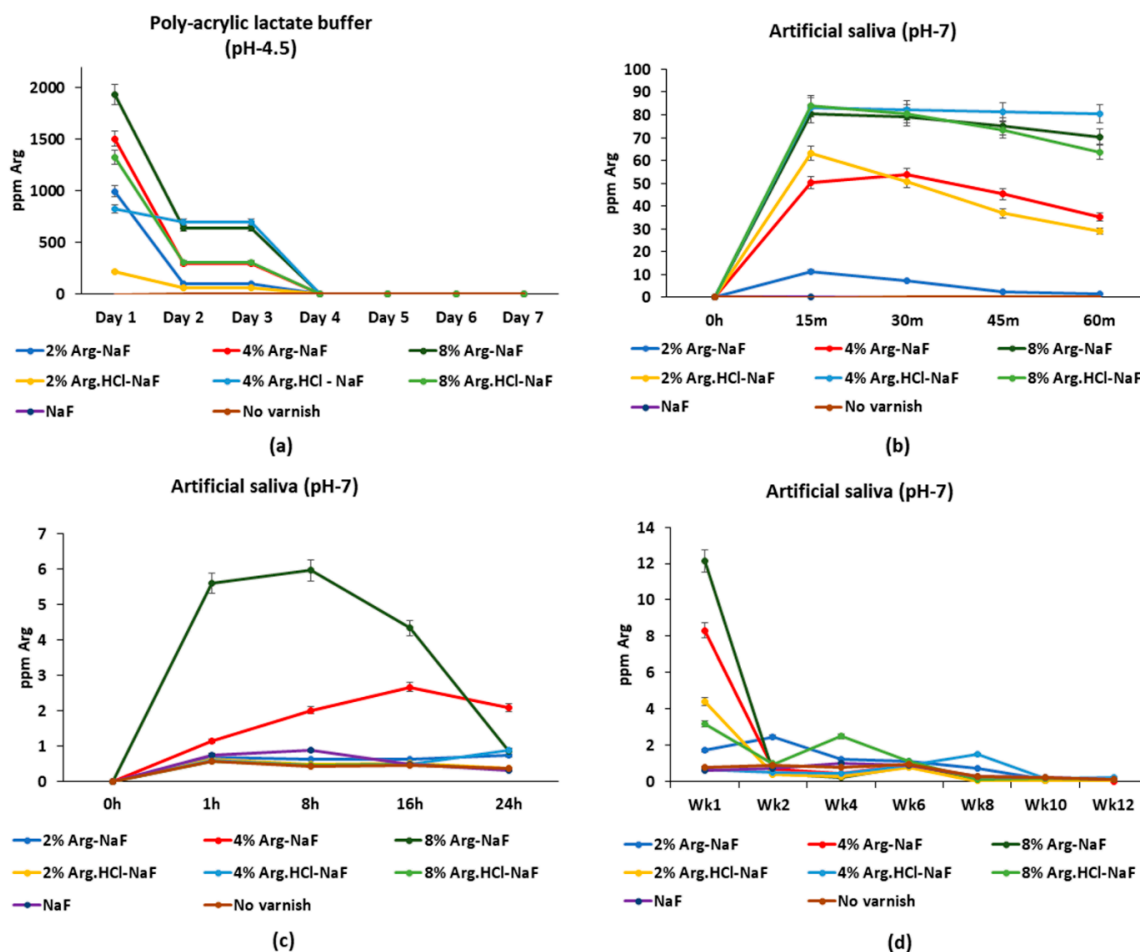 Poly-acrylic lactate buffer
(pH-4.5)
ppm Arg
2000
1500
1000
500
0
Day 1 Day 2 Day 3 Day 4 Day 5 Day 6 Day 7
2% Arg-NaF 4% Arg-NaF 8% Arg-NaF
2% Arg.HCl-NaF 4% Arg.HCl - NaF 8% Arg.HCl-NaF
NaF No varnish
(a)
Artificial saliva (pH-7)
ppm Arg
100
90
80
70
60
50
40
30
20
10
0
0h 15m 30m 45m 60m
2% Arg-NaF 4% Arg-NaF 8% Arg-NaF
2% Arg.HCl-NaF 4% Arg.HCl-NaF 8% Arg.HCl-NaF
NaF No varnish
(b)
Artificial saliva (pH-7)
ppm Arg
7
6
5
4
3
2
1
0
0h 1h 8h 16h 24h
2% Arg-NaF 4% Arg-NaF 8% Arg-NaF
2% Arg.HCl-NaF 4% Arg.HCl-NaF 8% Arg.HCl-NaF
NaF No varnish
(c)
Artificial saliva (pH-7)
ppm Arg
14
12
10
8
6
4
2
0
Wk1 Wk2 Wk4 Wk6 Wk8 Wk10 Wk12
2% Arg-NaF 4% Arg-NaF 8% Arg-NaF
2% Arg.HCl-NaF 4% Arg.HCl-NaF 8% Arg.HCl-NaF
NaF No varnish
(d)